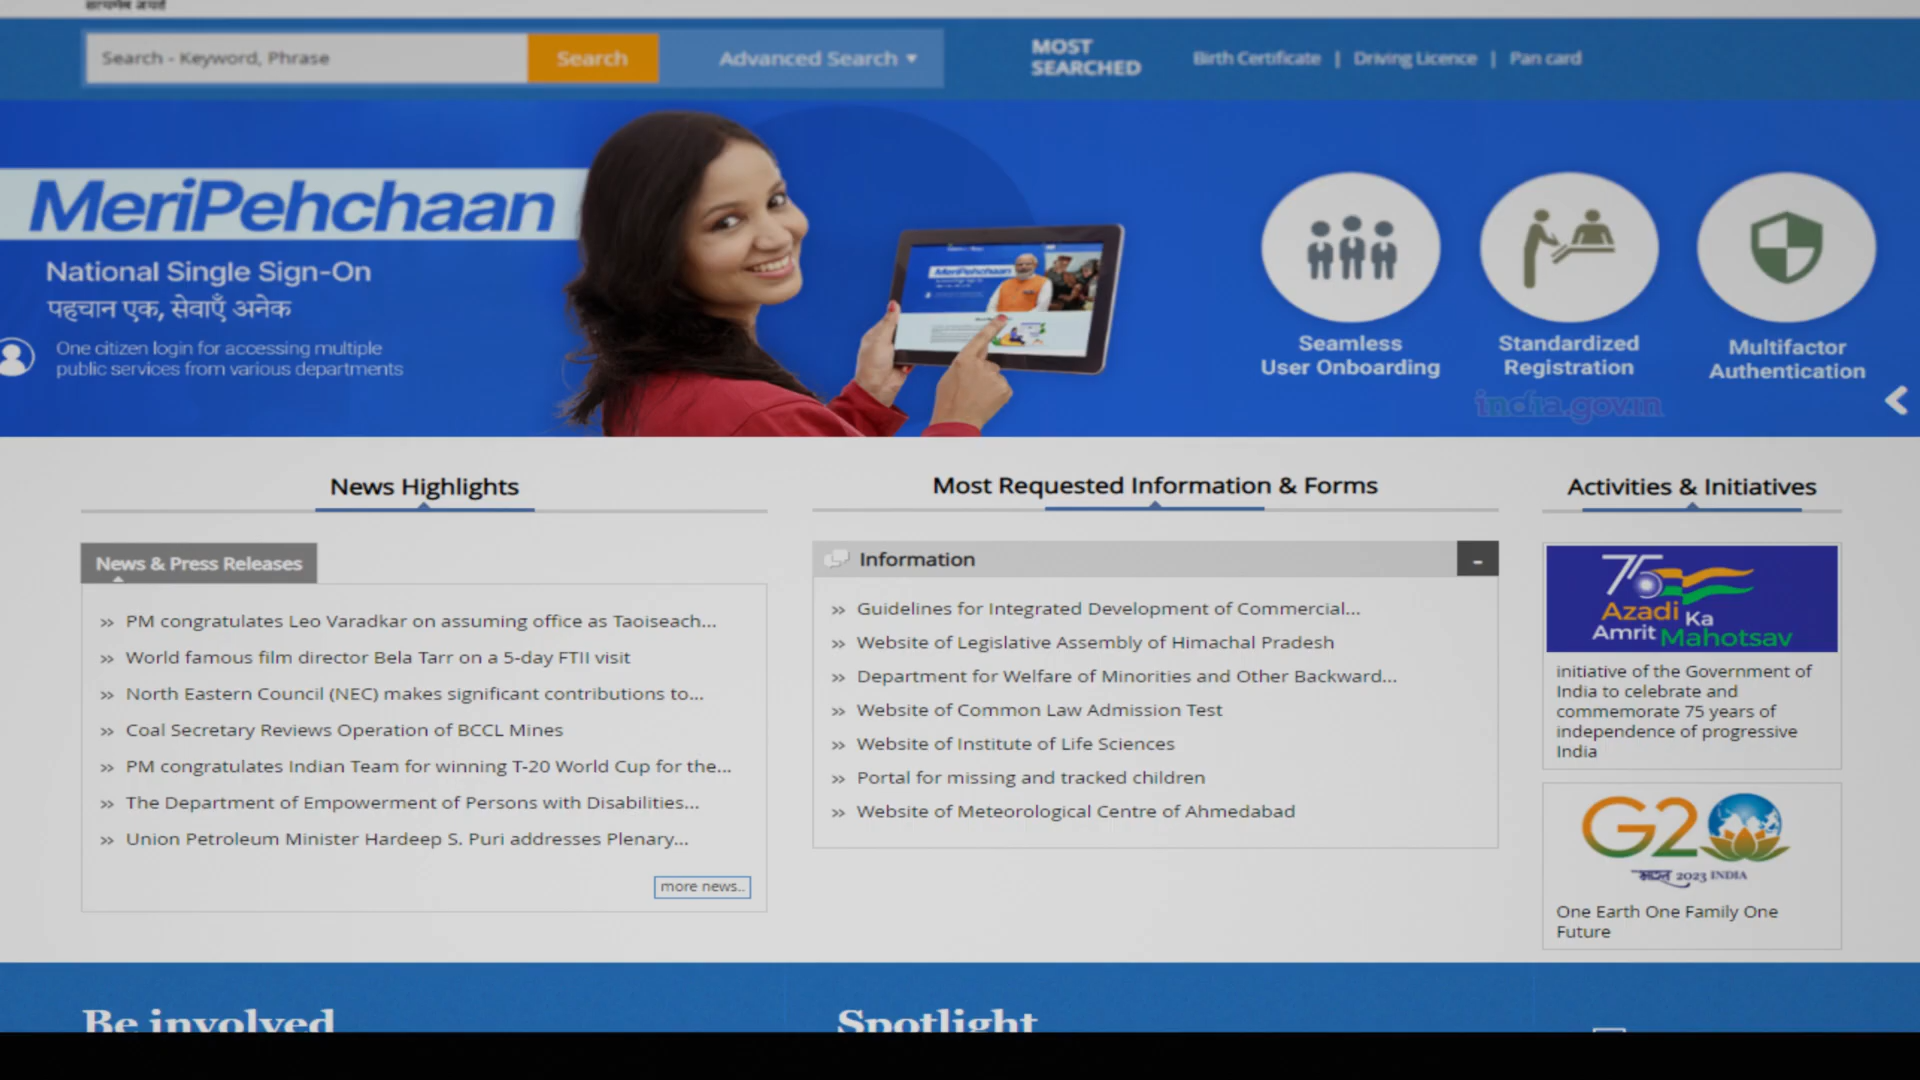 सत्यमेव जयते
Search - Keyword, Phrase
Search
Advanced Search
MOST SEARCHED
Birth Certificate | Driving Licence | Pan card
MeriPehchaan
National Single Sign-On
पहचान एक, सेवाएँ अनेक
One citizen login for accessing multiple
public services from various departments
MeriPehchaan
Seamless
User Onboarding
Standardized
Registration
Multifactor
Authentication
india.gov.in
News Highlights
News & Press Releases
PM congratulates Leo Varadkar on assuming office as Taoiseach...
World famous film director Bela Tarr on a 5-day FTII visit
North Eastern Council (NEC) makes significant contributions to...
Coal Secretary Reviews Operation of BCCL Mines
PM congratulates Indian Team for winning T-20 World Cup for the...
The Department of Empowerment of Persons with Disabilities...
Union Petroleum Minister Hardeep S. Puri addresses Plenary...
more news..
Most Requested Information & Forms
Information
Guidelines for Integrated Development of Commercial...
Website of Legislative Assembly of Himachal Pradesh
Department for Welfare of Minorities and Other Backward...
Website of Common Law Admission Test
Website of Institute of Life Sciences
Portal for missing and tracked children
Website of Meteorological Centre of Ahmedabad
Activities & Initiatives
75
Azadi Ka
Amrit Mahotsav
initiative of the Government of
India to celebrate and
commemorate 75 years of
independence of progressive
India
G20
भारत 2023 INDIA
One Earth One Family One
Future
Be involved
Spotlight